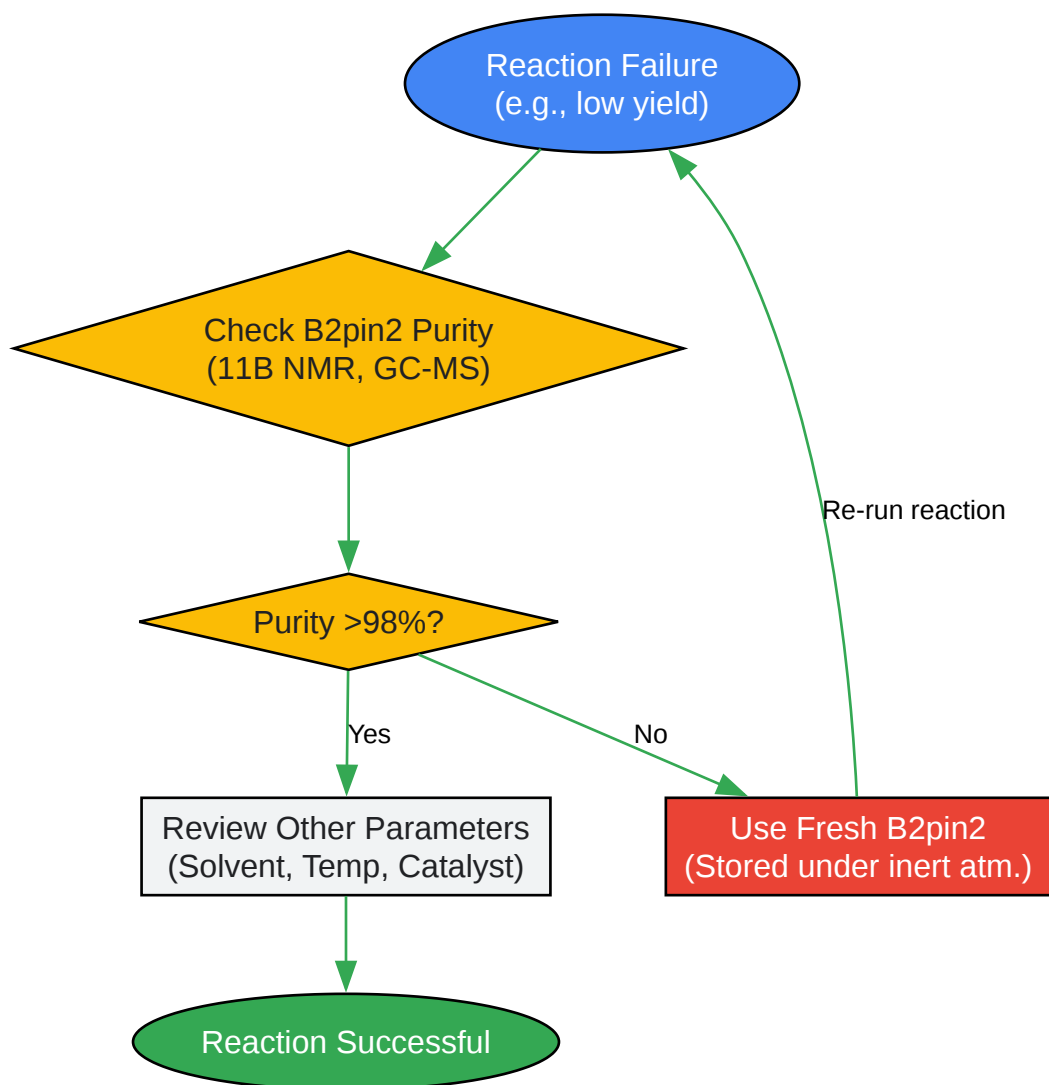 Reaction Failure
(e.g., low yield)
Check B2pin2 Purity
(11B NMR, GC-MS)
Re-run reaction
Purity >98%?
Yes
No
Review Other Parameters
(Solvent, Temp, Catalyst)
Use Fresh B2pin2
(Stored under inert atm.)
Reaction Successful